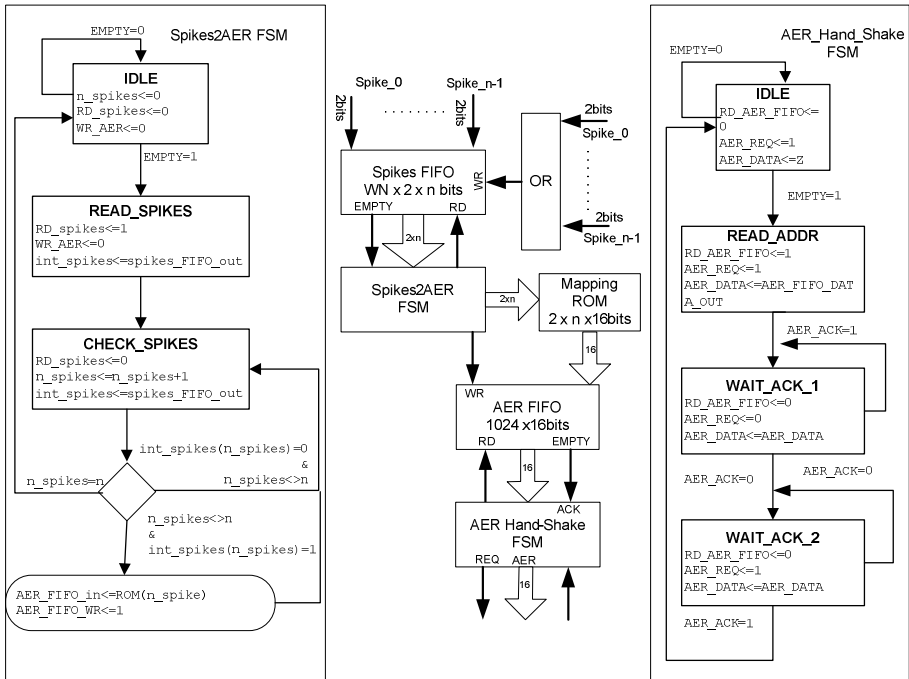 Spikes2AER FSM
EMPTY=0
IDLE
n_spikes<=0
RD_spikes<=0
WR_AER<=0
EMPTY=1
READ_SPIKES
RD_spikes<=1
WR_AER<=0
int_spikes<=spikes_FIFO_out
CHECK_SPIKES
RD_spikes<=0
n_spikes<=n_spikes+1
int_spikes<=spikes_FIFO_out
int_spikes(n_spikes)=0
&
n_spikes<>n
n_spikes=n
n_spikes<>n
&
int_spikes(n_spikes)=1
AER_FIFO_in<=ROM(n_spike)
AER_FIFO_WR<=1
Spike_0
Spike_n-1
2bits
2bits
Spikes FIFO
WN x 2 x n bits
EMPTY
RD
WR
OR
2bits
Spike_0
2bits
Spike_n-1
2xn
Spikes2AER
FSM
2xn
Mapping
ROM
2 x n x16bits
16
WR
AER FIFO
1024 x16bits
RD
EMPTY
16
ACK
AER Hand-Shake
FSM
REQ
AER
16
AER_Hand_Shake
FSM
EMPTY=0
IDLE
RD_AER_FIFO<=
0
AER_REQ<=1
AER_DATA<=Z
EMPTY=1
READ_ADDR
RD_AER_FIFO<=1
AER_REQ<=1
AER_DATA<=AER_FIFO_DAT
A_OUT
AER_ACK=1
WAIT_ACK_1
RD_AER_FIFO<=0
AER_REQ<=0
AER_DATA<=AER_DATA
AER_ACK=0
AER_ACK=0
WAIT_ACK_2
RD_AER_FIFO<=0
AER_REQ<=1
AER_DATA<=AER_DATA
AER_ACK=1